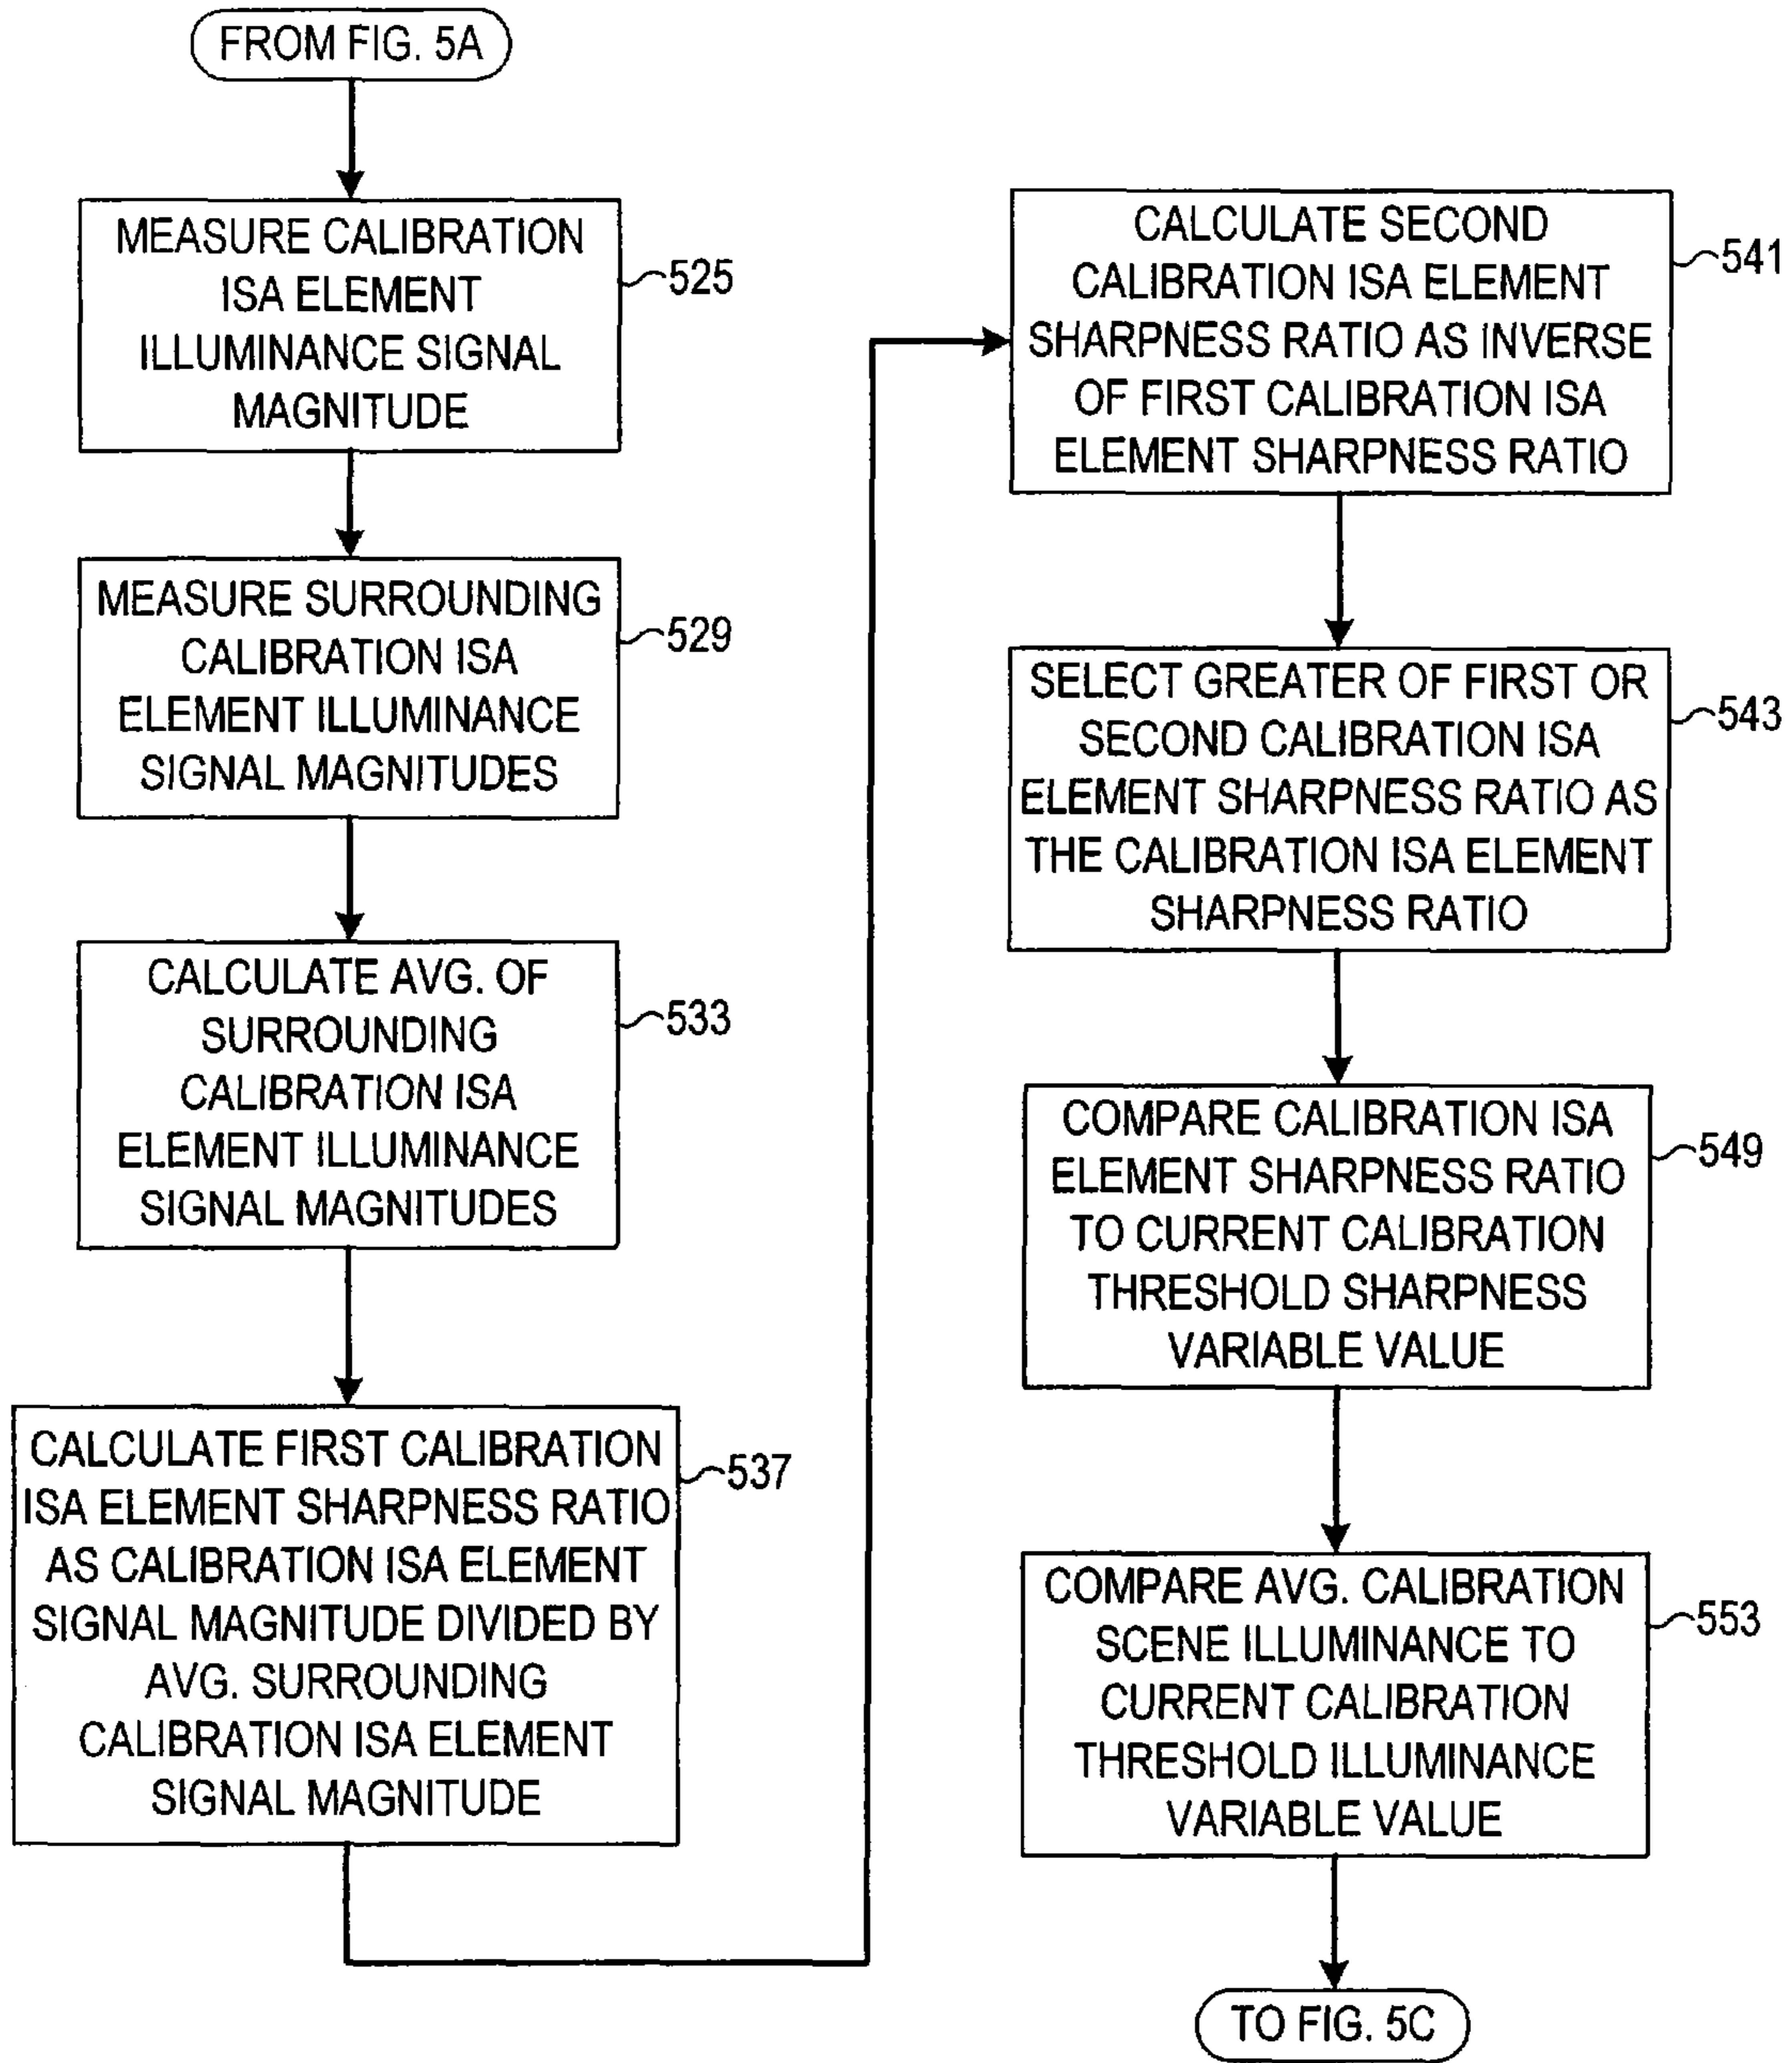 FROM FIG. 5A
MEASURE CALIBRATION
ISA ELEMENT
ILLUMINANCE SIGNAL
MAGNITUDE
525
MEASURE SURROUNDING
CALIBRATION ISA
ELEMENT ILLUMINANCE
SIGNAL MAGNITUDES
529
CALCULATE AVG. OF
SURROUNDING
CALIBRATION ISA
ELEMENT ILLUMINANCE
SIGNAL MAGNITUDES
533
CALCULATE FIRST CALIBRATION
ISA ELEMENT SHARPNESS RATIO
AS CALIBRATION ISA ELEMENT
SIGNAL MAGNITUDE DIVIDED BY
AVG. SURROUNDING
CALIBRATION ISA ELEMENT
SIGNAL MAGNITUDE
537
CALCULATE SECOND
CALIBRATION ISA ELEMENT
SHARPNESS RATIO AS INVERSE
OF FIRST CALIBRATION ISA
ELEMENT SHARPNESS RATIO
541
SELECT GREATER OF FIRST OR
SECOND CALIBRATION ISA
ELEMENT SHARPNESS RATIO AS
THE CALIBRATION ISA ELEMENT
SHARPNESS RATIO
543
COMPARE CALIBRATION ISA
ELEMENT SHARPNESS RATIO
TO CURRENT CALIBRATION
THRESHOLD SHARPNESS
VARIABLE VALUE
549
COMPARE AVG. CALIBRATION
SCENE ILLUMINANCE TO
CURRENT CALIBRATION
THRESHOLD ILLUMINANCE
VARIABLE VALUE
553
TO FIG. 5C